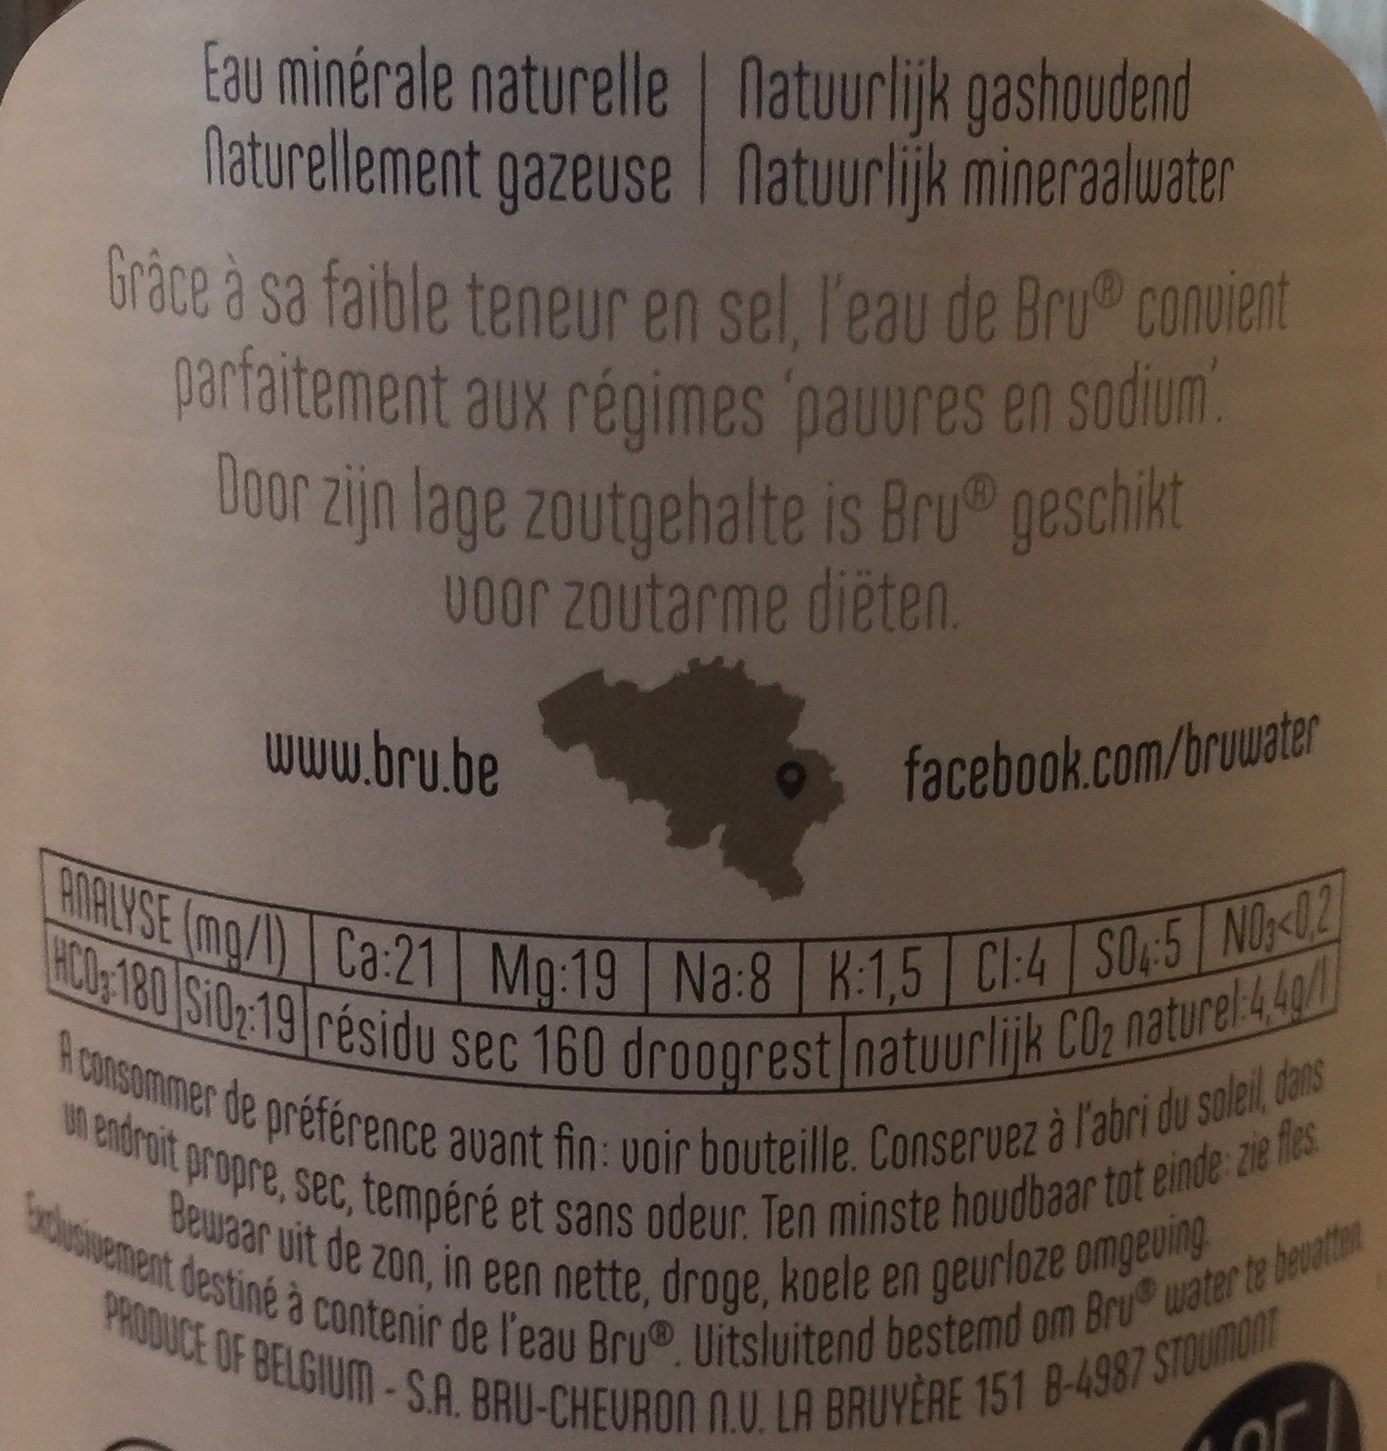 Eau minérale naturelle | Natuurlijk gashoudend
Naturellement gazeuse | Natuurlijk mineraalwater
Grâce à sa faible teneur en sel, l'eau de Bru® convient
parfaitement aux régimes 'pauvres en sodium'.
Door zijn lage zoutgehalte is Bru® geschikt
voor zoutarme diëten.
www.bru.be facebook.com/bruwater
ANALYSE (mg/l) | Ca:21 | Mg:19 | Na:8 | K:1,5 | Cl:4 | SO₄:5 | NO₃<0,2
HCO₃:180 | SiO₂:19 | résidu sec 160 droogrest | natuurlijk CO₂ naturel:4,4g/l
A consommer de préférence avant fin: voir bouteille. Conservez à l'abri du soleil, dans
un endroit propre, sec, tempéré et sans odeur. Ten minste houdbaar tot einde: zie fles.
Bewaar uit de zon, in een nette, droge, koele en geurloze omgeving.
Exclusivement destiné à contenir de l'eau Bru®. Uitsluitend bestemd om Bru® water te bevatten
PRODUCE OF BELGIUM - S.A. BRU-CHEVRON N.V. LA BRUYÈRE 151 B-4987 STOUMONT